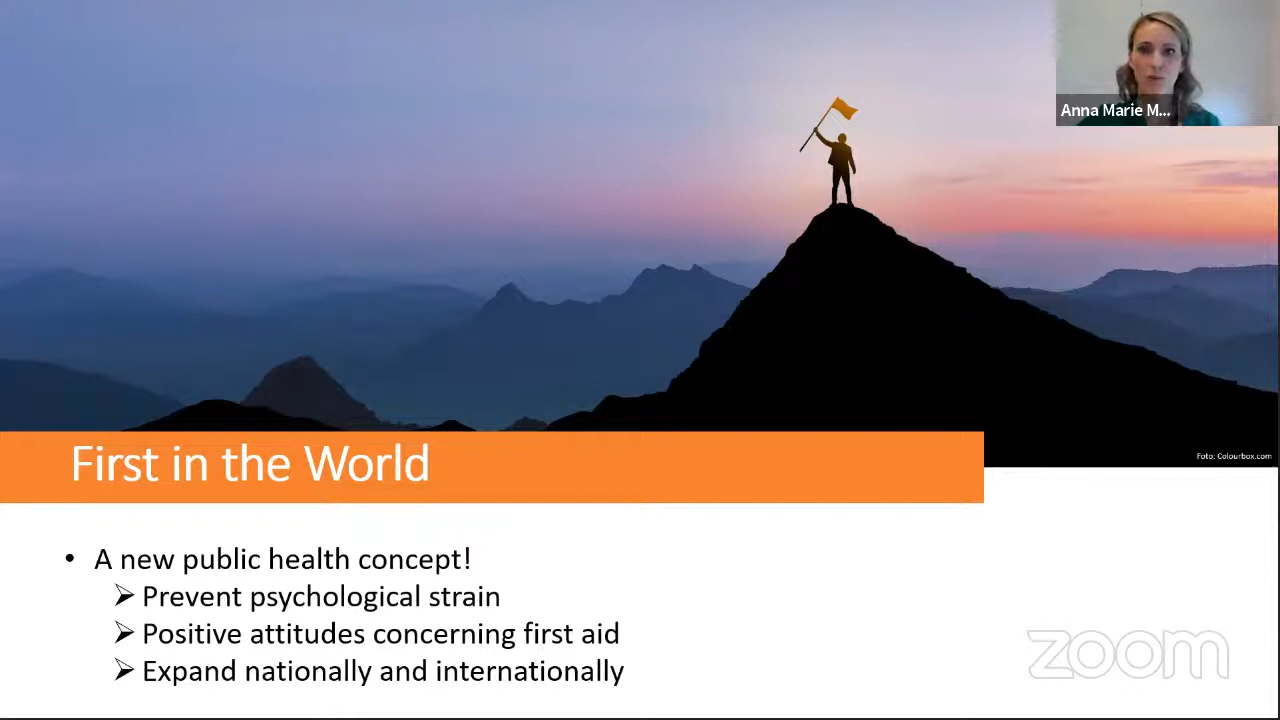 Anna Marie M...
Foto: Colourbox.com
First in the World
• A new public health concept!
➢ Prevent psychological strain
➢ Positive attitudes concerning first aid
➢ Expand nationally and internationally
zoom